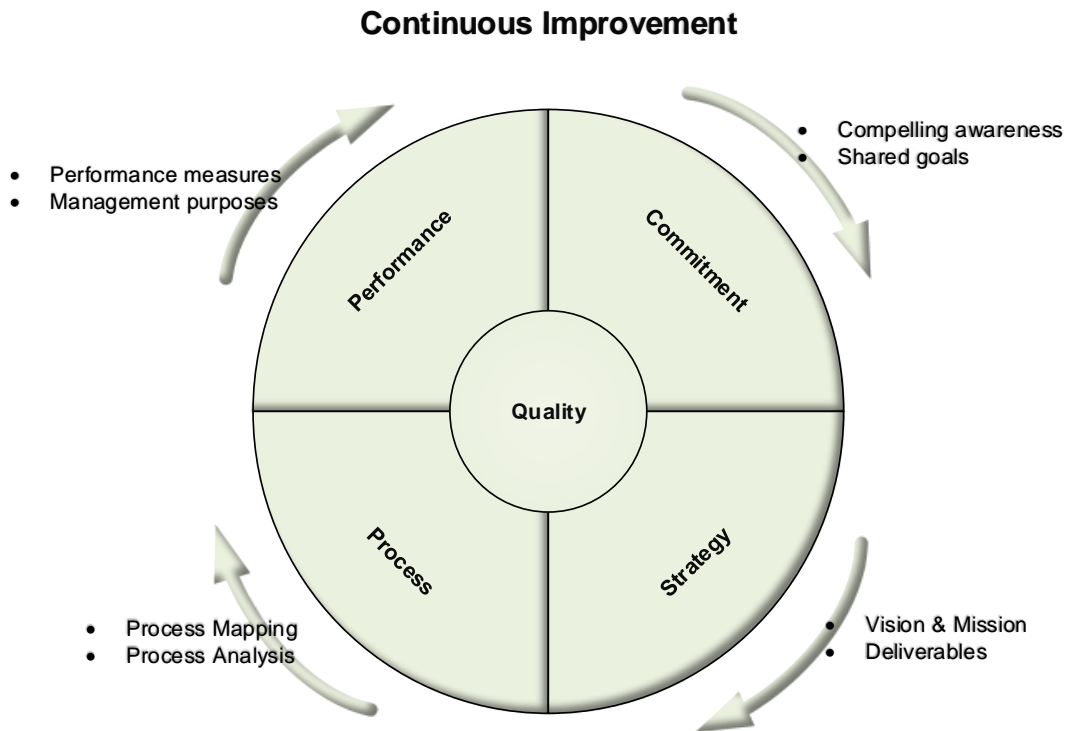 Continuous Improvement
• Compelling awareness
• Shared goals
• Performance measures
• Management purposes
Performance
Commitment
Quality
Process
Strategy
• Process Mapping
• Process Analysis
• Vision & Mission
• Deliverables